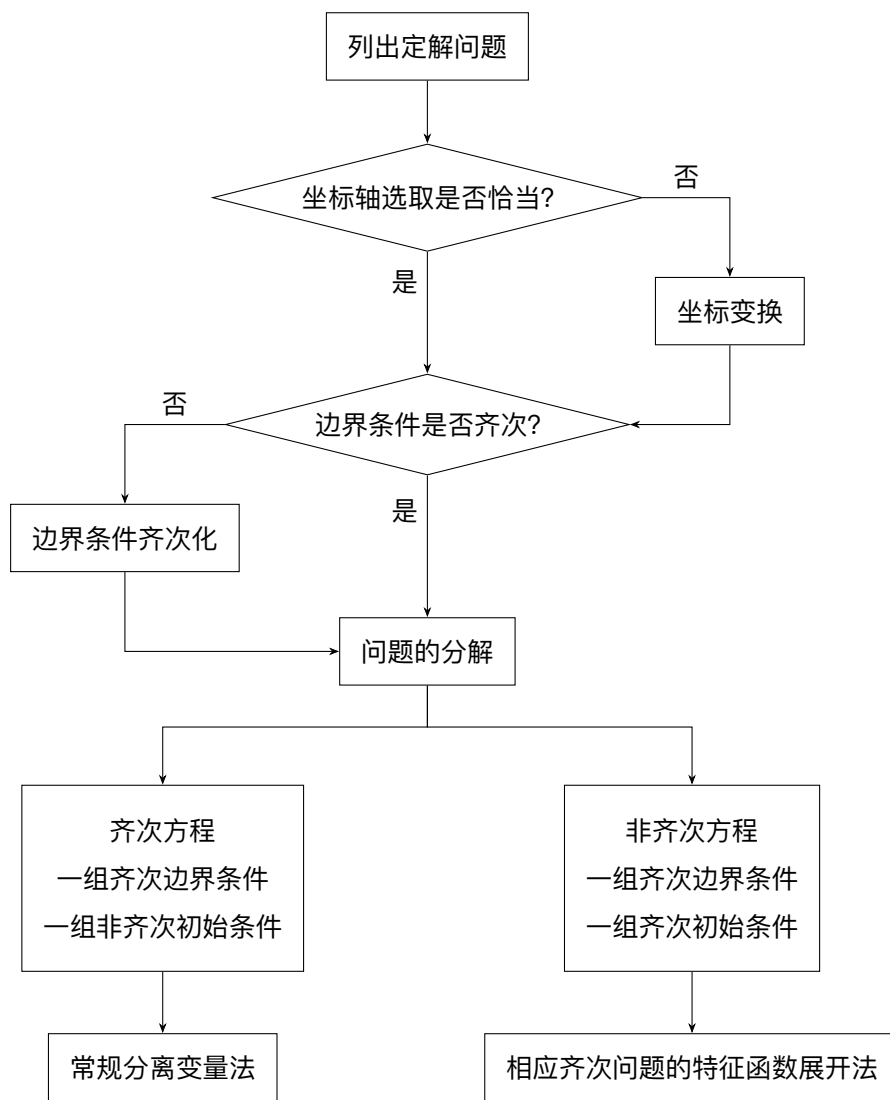 列出定解问题
坐标轴选取是否恰当?
否
是
坐标变换
否
边界条件是否齐次?
是
边界条件齐次化
问题的分解
齐次方程
一组齐次边界条件
一组非齐次初始条件
非齐次方程
一组齐次边界条件
一组齐次初始条件
常规分离变量法
相应齐次问题的特征函数展开法